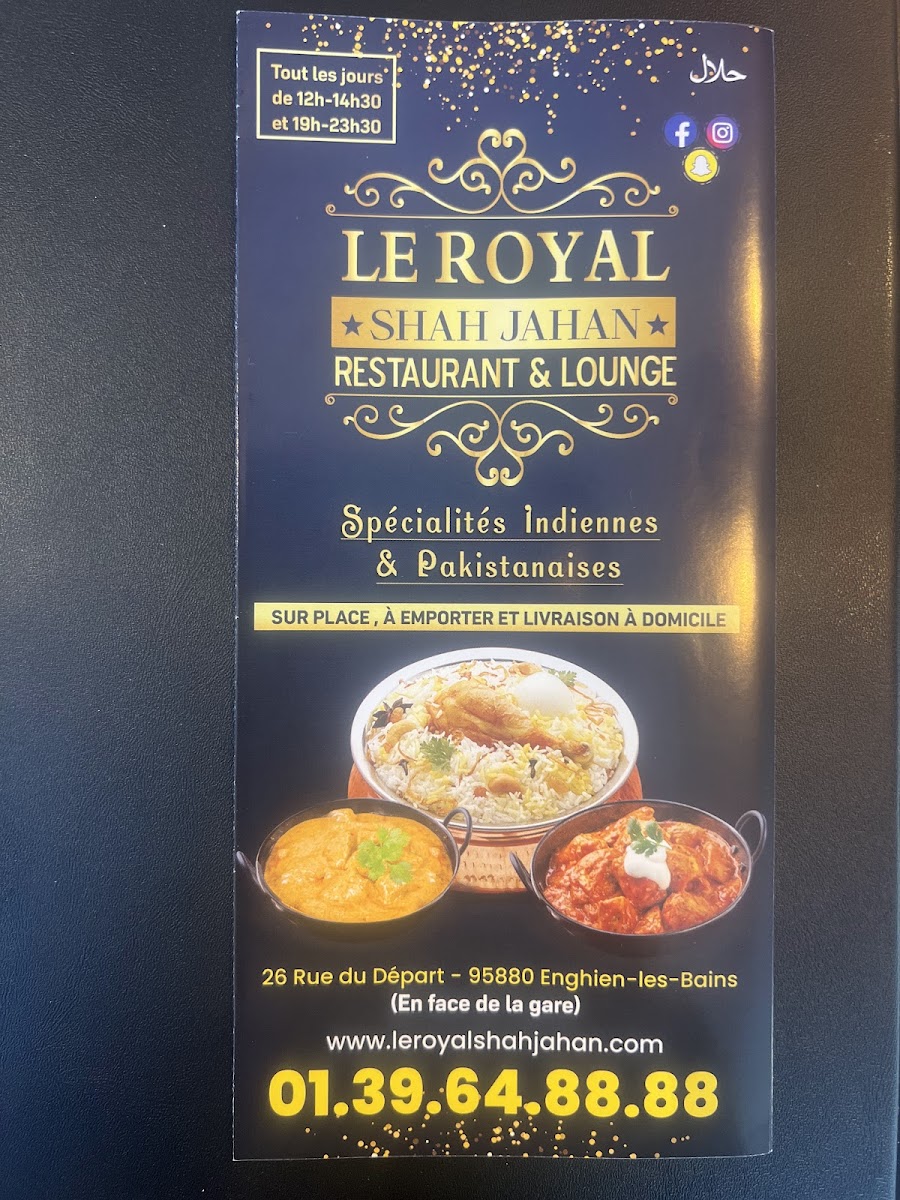 Tout les jours
de 12h-14h30
et 19h-23h30
حلال
LE ROYAL
SHAH JAHAN
RESTAURANT & LOUNGE
Spécialités Indiennes
& Pakistanaises
SUR PLACE , À EMPORTER ET LIVRAISON À DOMICILE
26 Rue du Départ - 95880 Enghien-les-Bains
(En face de la gare)
www.leroyalshahjahan.com
01.39.64.88.88